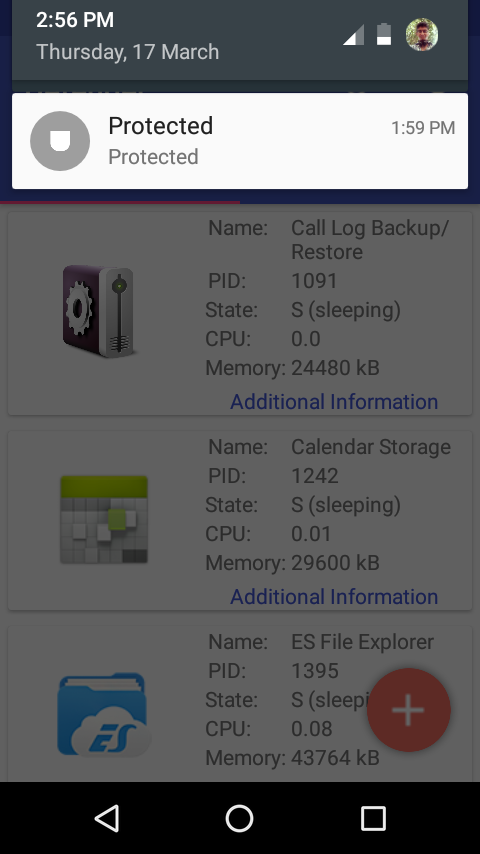 2:56 PM
Thursday, 17 March
Protected
1:59 PM
Protected
Name: Call Log Backup/
Restore
PID: 1091
State: S (sleeping)
CPU: 0.0
Memory: 24480 kB
Additional Information
Name: Calendar Storage
PID: 1242
State: S (sleeping)
CPU: 0.01
Memory: 29600 kB
Additional Information
Name: ES File Explorer
PID: 1395
State: S
CPU: 0.08
Memory: 43764 kB
ES